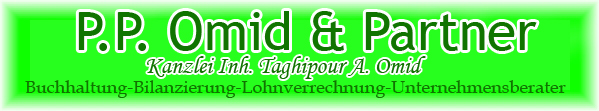 P.P. Omid & Partner
Kanzlei Inh. Taghipour A. Omid
Buchhaltung-Bilanzierung-Lohnverrechnung-Unternehmensberater